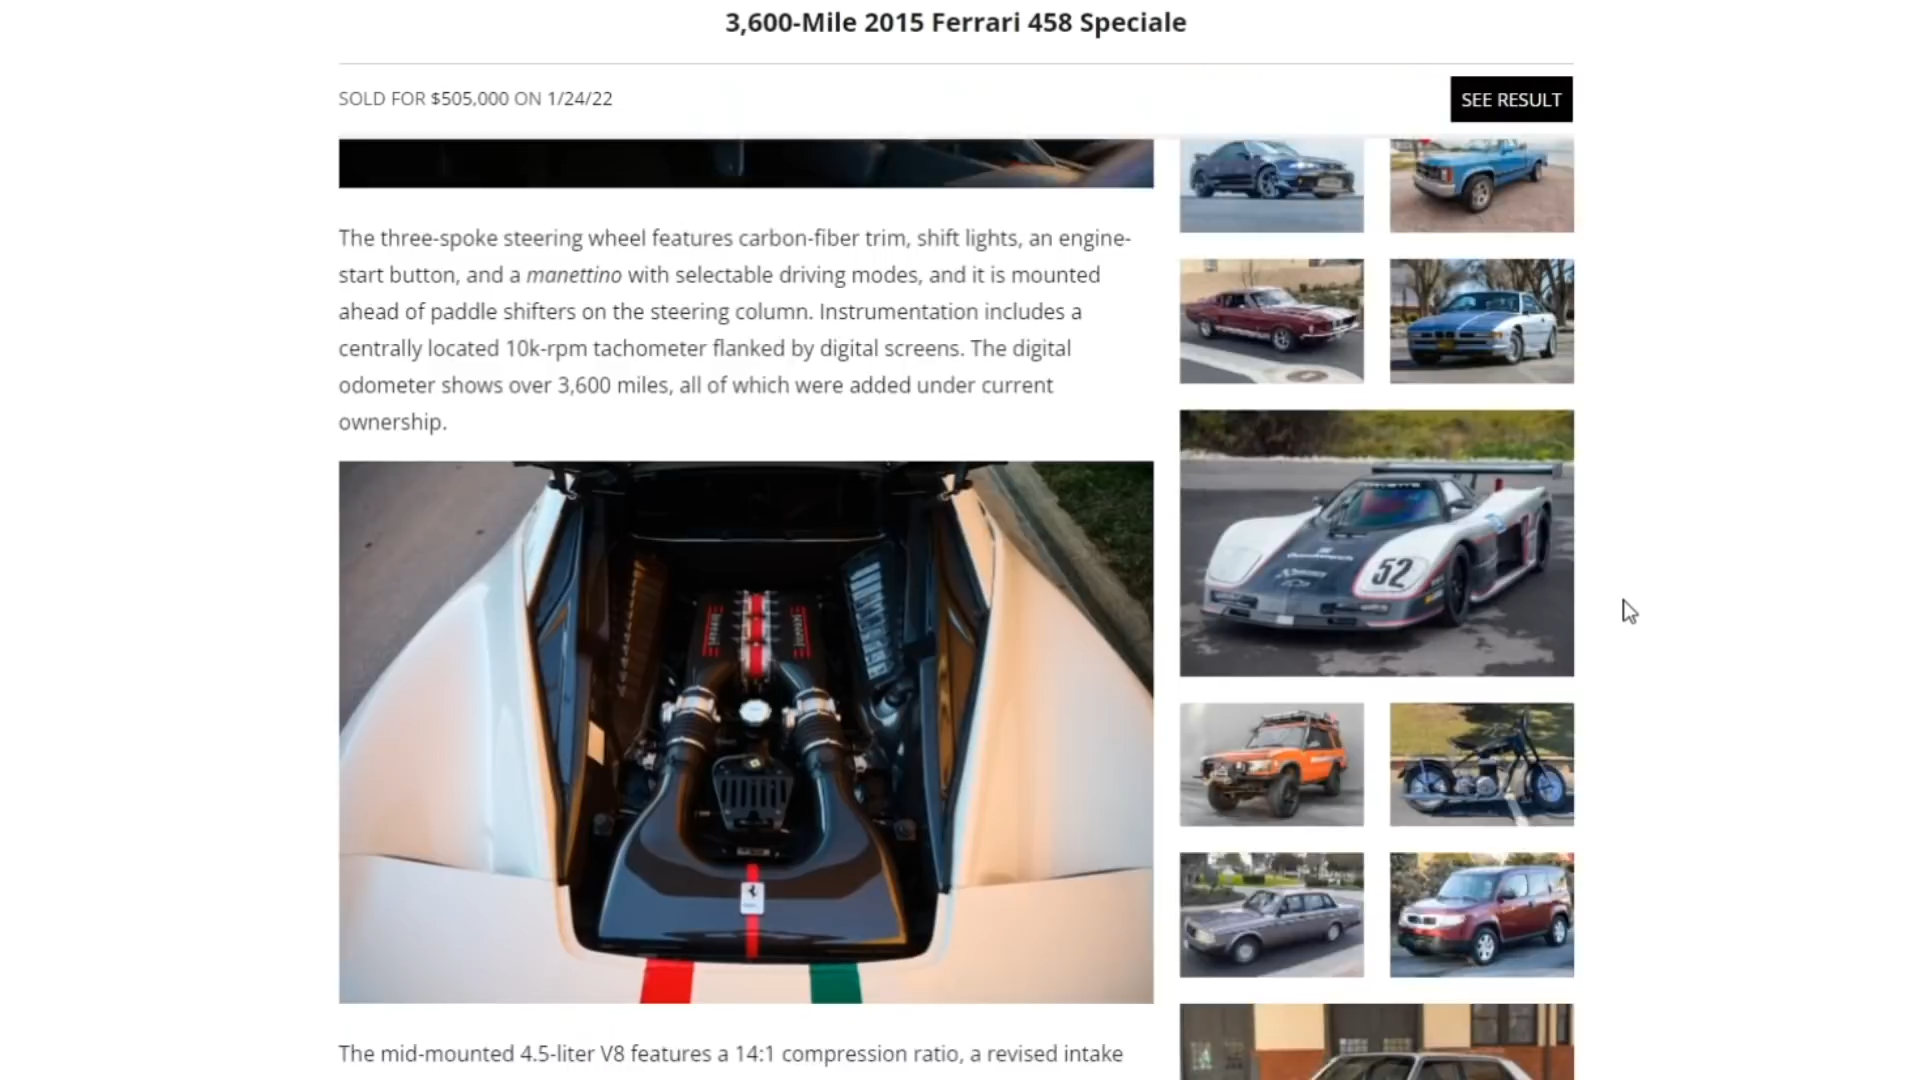 3,600-Mile 2015 Ferrari 458 Speciale
SOLD FOR $505,000 ON 1/24/22
SEE RESULT
The three-spoke steering wheel features carbon-fiber trim, shift lights, an engine-
start button, and a manettino with selectable driving modes, and it is mounted
ahead of paddle shifters on the steering column. Instrumentation includes a
centrally located 10k-rpm tachometer flanked by digital screens. The digital
odometer shows over 3,600 miles, all of which were added under current
ownership.
52
The mid-mounted 4.5-liter V8 features a 14:1 compression ratio, a revised intake